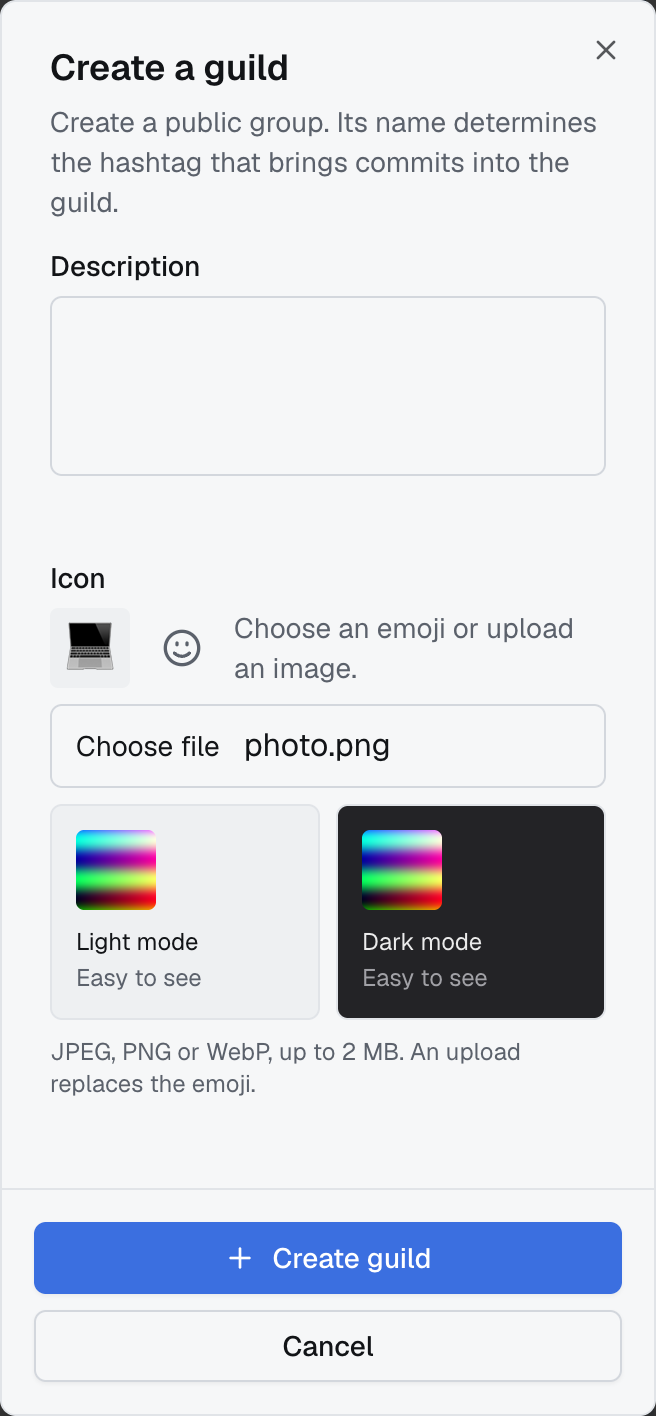 Create a guild
Create a public group. Its name determines
the hashtag that brings commits into the
guild.
Description
Icon
Choose an emoji or upload
an image.
Choose file photo.png
Light mode
Easy to see
Dark mode
Easy to see
JPEG, PNG or WebP, up to 2 MB. An upload
replaces the emoji.
Create guild
Cancel